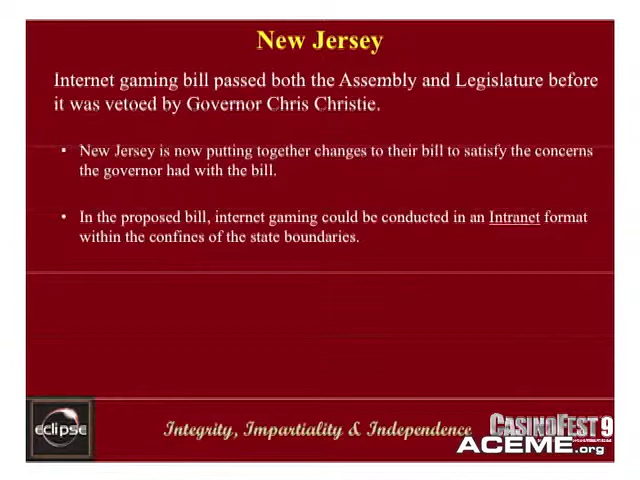 New Jersey
Internet gaming bill passed both the Assembly and Legislature before
it was vetoed by Governor Chris Christie.
• New Jersey is now putting together changes to their bill to satisfy the concerns
the governor had with the bill.
• In the proposed bill, internet gaming could be conducted in an Intranet format
within the confines of the state boundaries.
eclipse
Integrity, Impartiality & Independence
CASINOFEST 9
ACEME.org